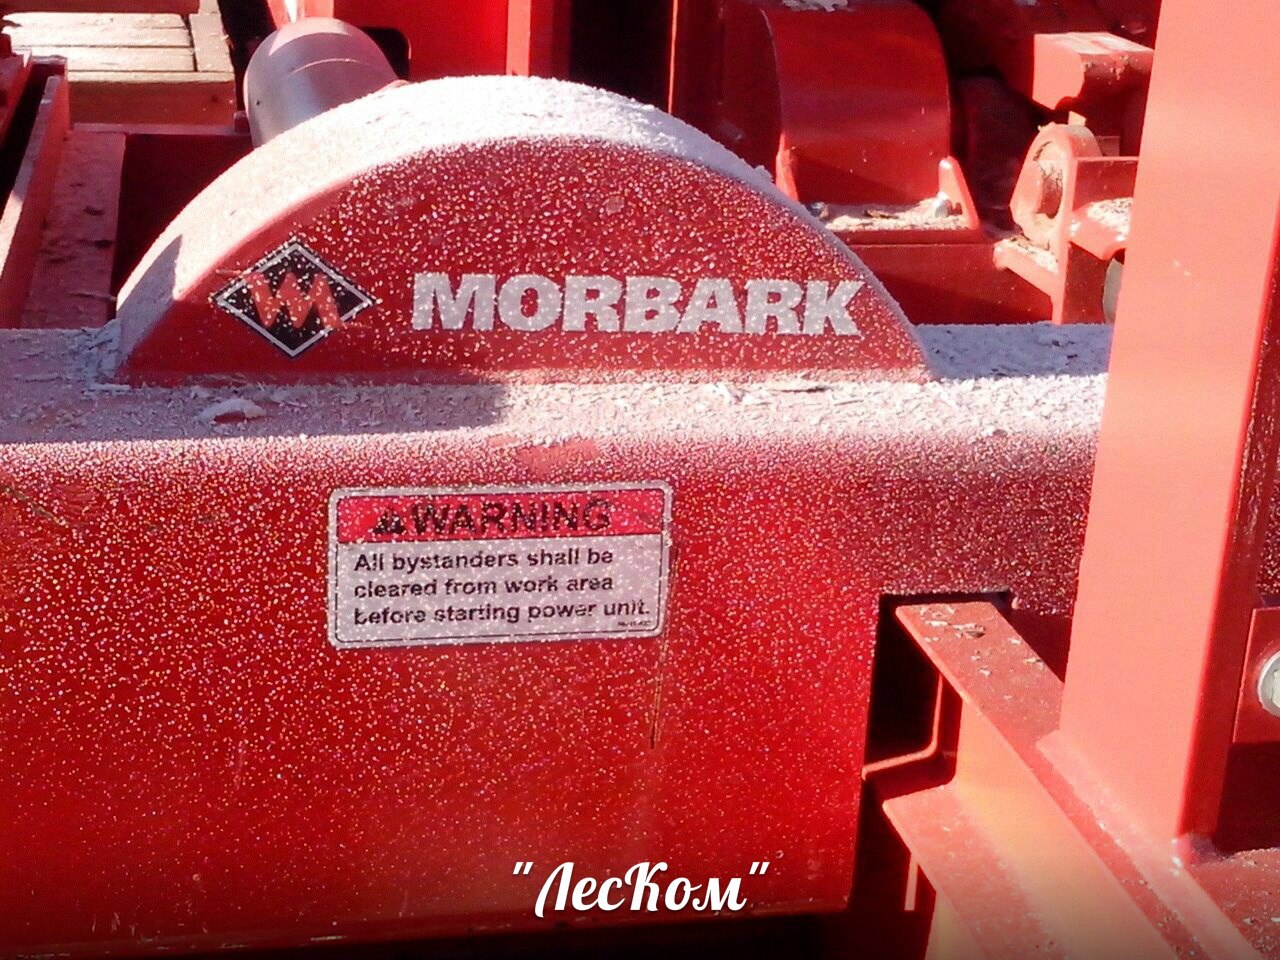 MORBARK
WARNING
All bystanders shall be
cleared from work area
before starting power unit.
"ЛесКом"